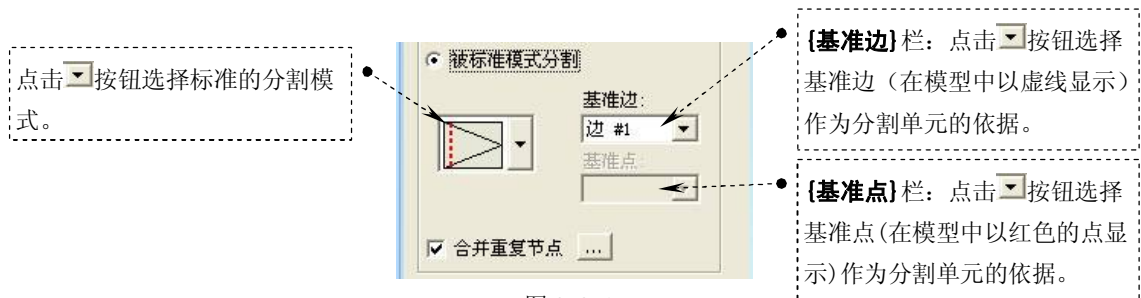 点击按钮选择标准的分割模
式。
被标准模式分割
基准边:
边 #1
基准点:
合并重复节点 ...
{基准边}栏：点击按钮选择
基准边（在模型中以虚线显示）
作为分割单元的依据。
{基准点}栏：点击按钮选择
基准点(在模型中以红色的点显
示)作为分割单元的依据。